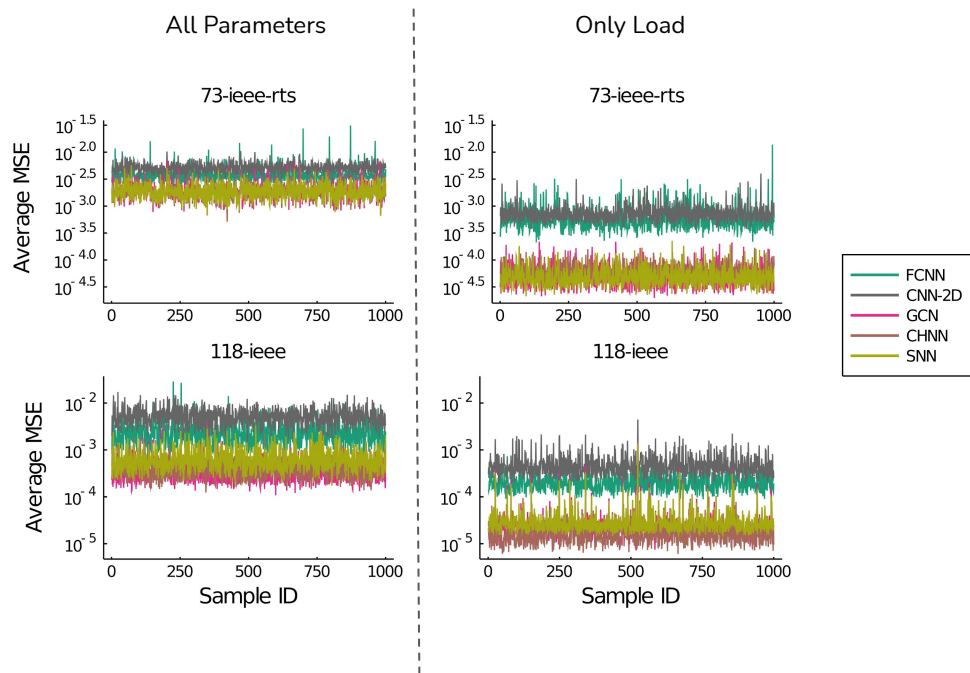 All Parameters
Only Load
73-ieee-rts
73-ieee-rts
Average MSE
10^-1.5
10^-2.0
10^-2.5
10^-3.0
10^-3.5
10^-4.0
10^-4.5
0 250 500 750 1000
10^-1.5
10^-2.0
10^-2.5
10^-3.0
10^-3.5
10^-4.0
10^-4.5
0 250 500 750 1000
FCNN
CNN-2D
GCN
CHNN
SNN
118-ieee
118-ieee
Average MSE
10^-2
10^-3
10^-4
10^-5
0 250 500 750 1000
Sample ID
10^-2
10^-3
10^-4
10^-5
0 250 500 750 1000
Sample ID